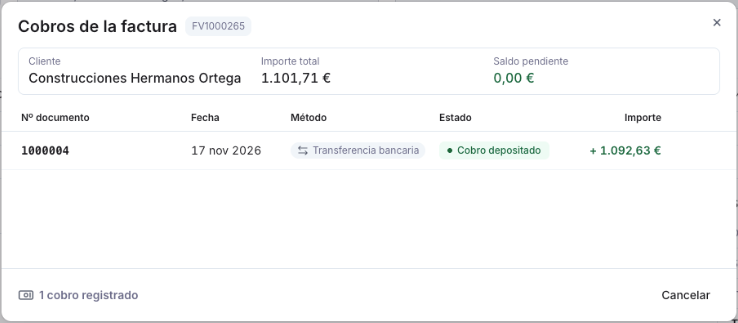 Cobros de la factura FV1000265
Cliente Importe total Saldo pendiente
Construcciones Hermanos Ortega 1.101,71 € 0,00 €
Nº documento Fecha Método Estado Importe
1000004 17 nov 2026 Transferencia bancaria Cobro depositado + 1.092,63 €
1 cobro registrado Cancelar